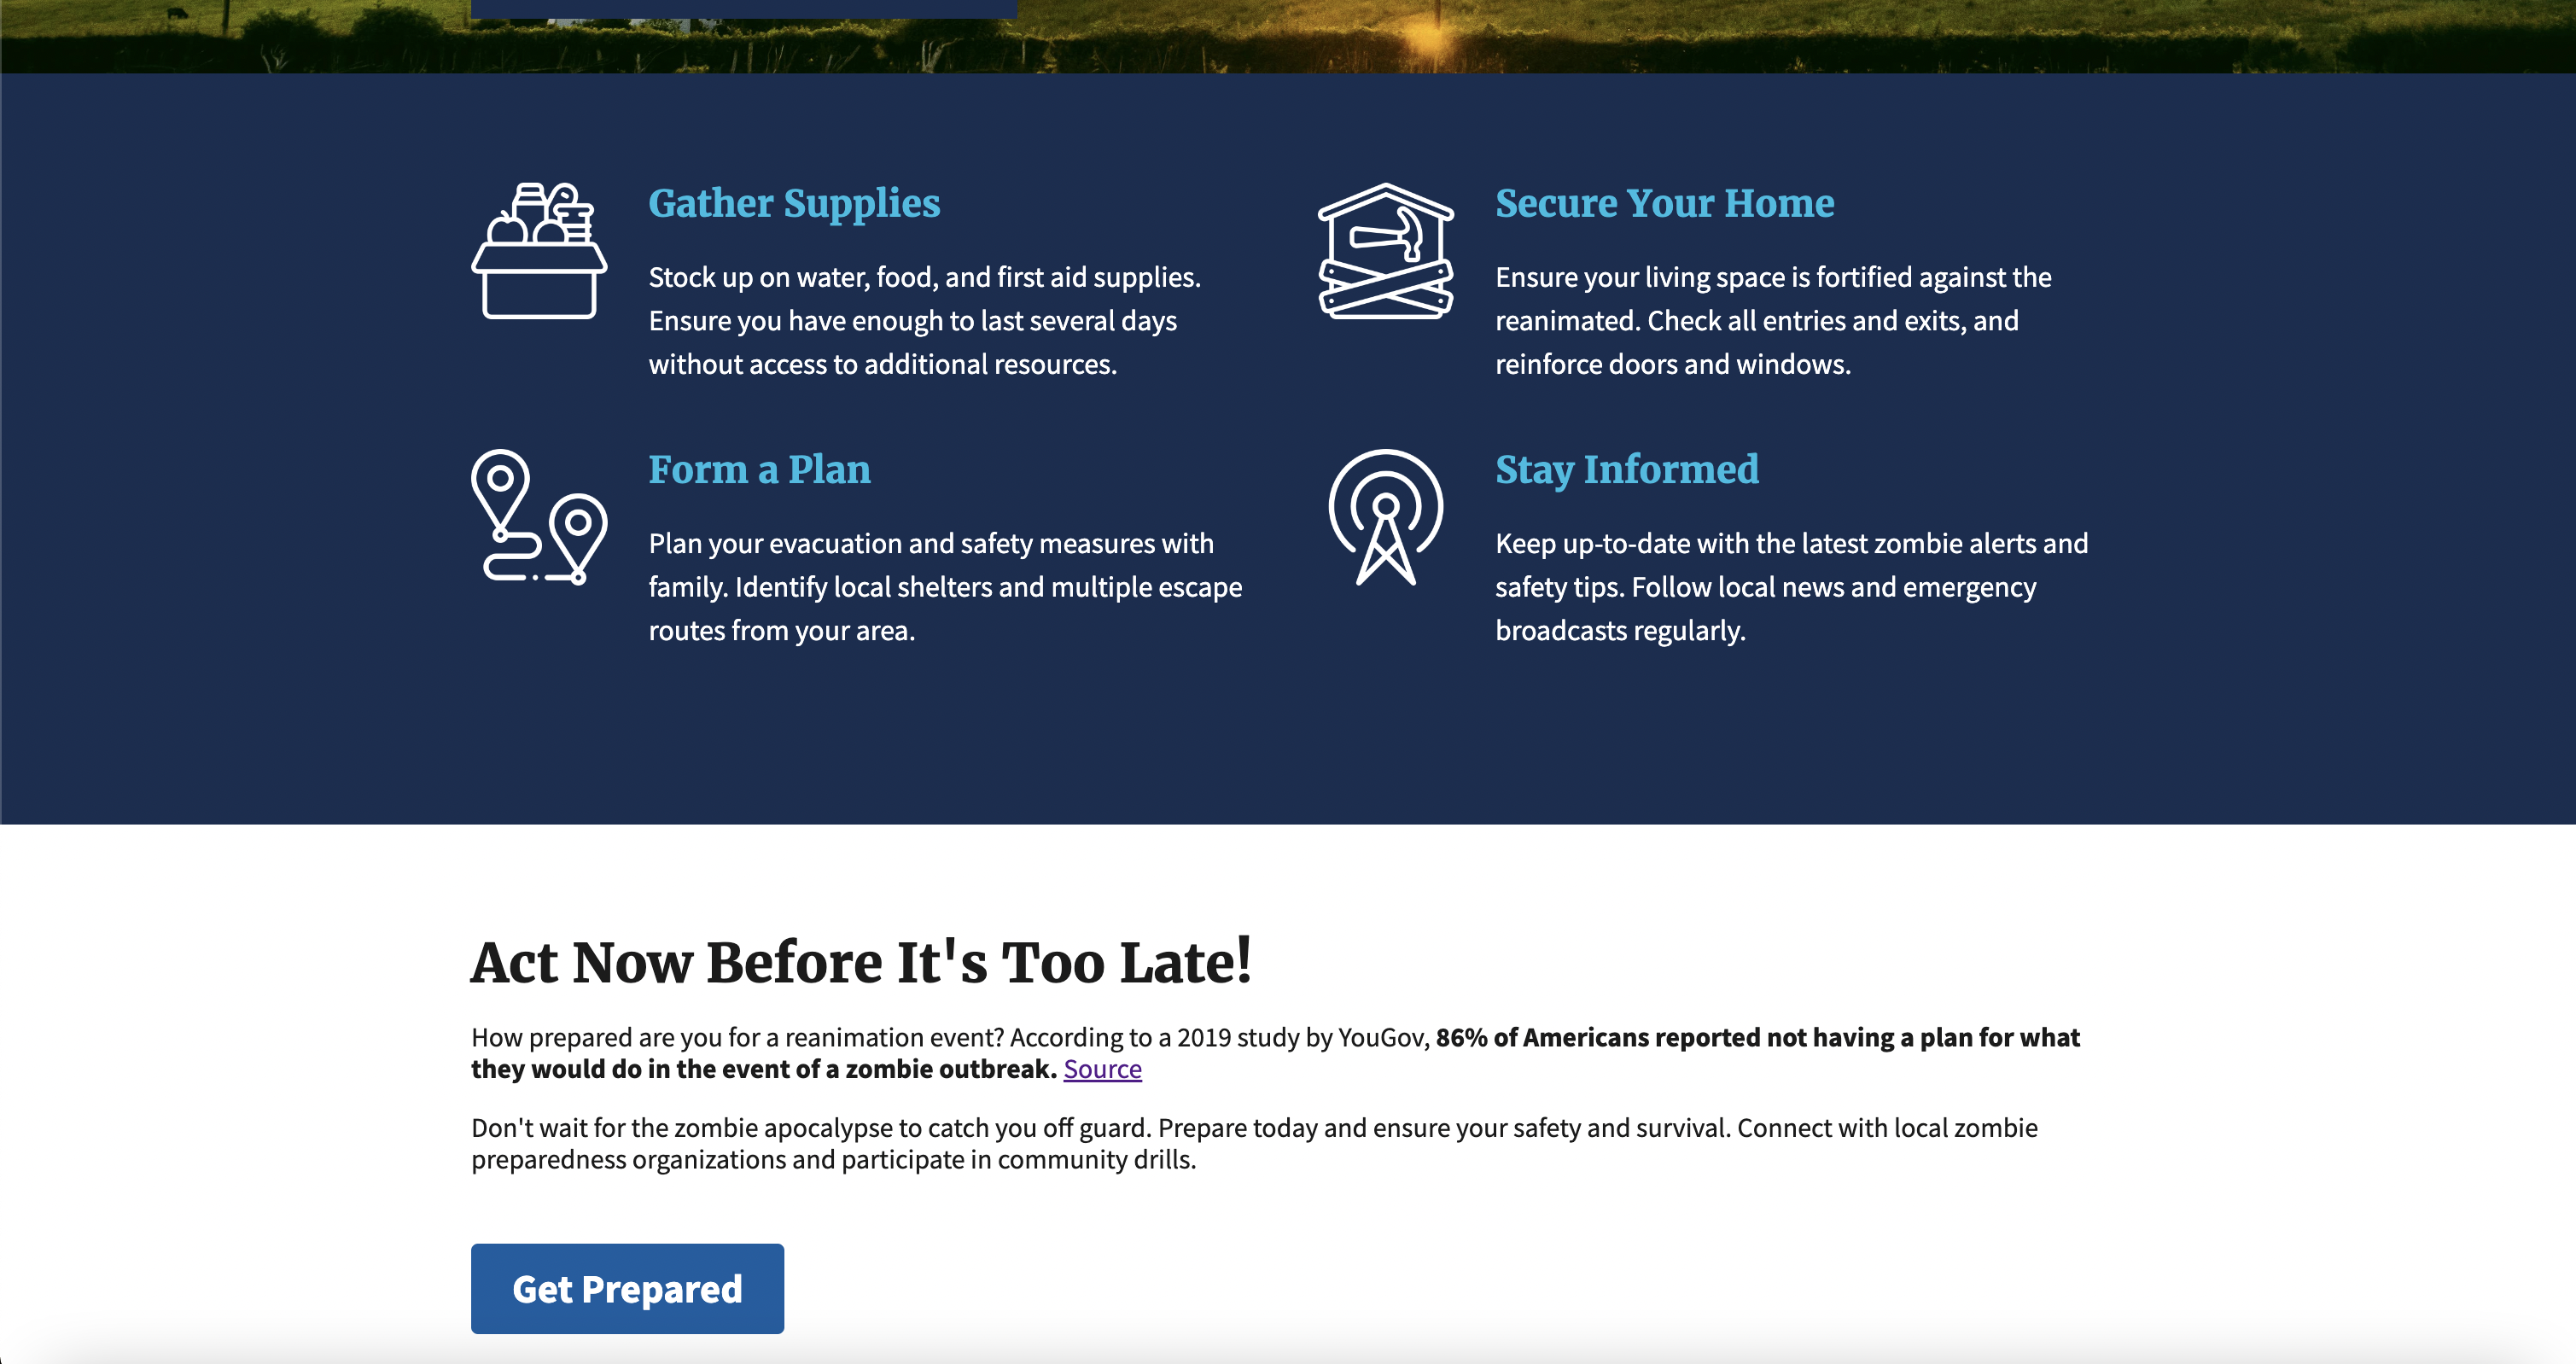 Gather Supplies
Stock up on water, food, and first aid supplies.
Ensure you have enough to last several days
without access to additional resources.
Secure Your Home
Ensure your living space is fortified against the
reanimated. Check all entries and exits, and
reinforce doors and windows.
Form a Plan
Plan your evacuation and safety measures with
family. Identify local shelters and multiple escape
routes from your area.
Stay Informed
Keep up-to-date with the latest zombie alerts and
safety tips. Follow local news and emergency
broadcasts regularly.
Act Now Before It's Too Late!
How prepared are you for a reanimation event? According to a 2019 study by YouGov, 86% of Americans reported not having a plan for what
they would do in the event of a zombie outbreak. Source
Don't wait for the zombie apocalypse to catch you off guard. Prepare today and ensure your safety and survival. Connect with local zombie
preparedness organizations and participate in community drills.
Get Prepared